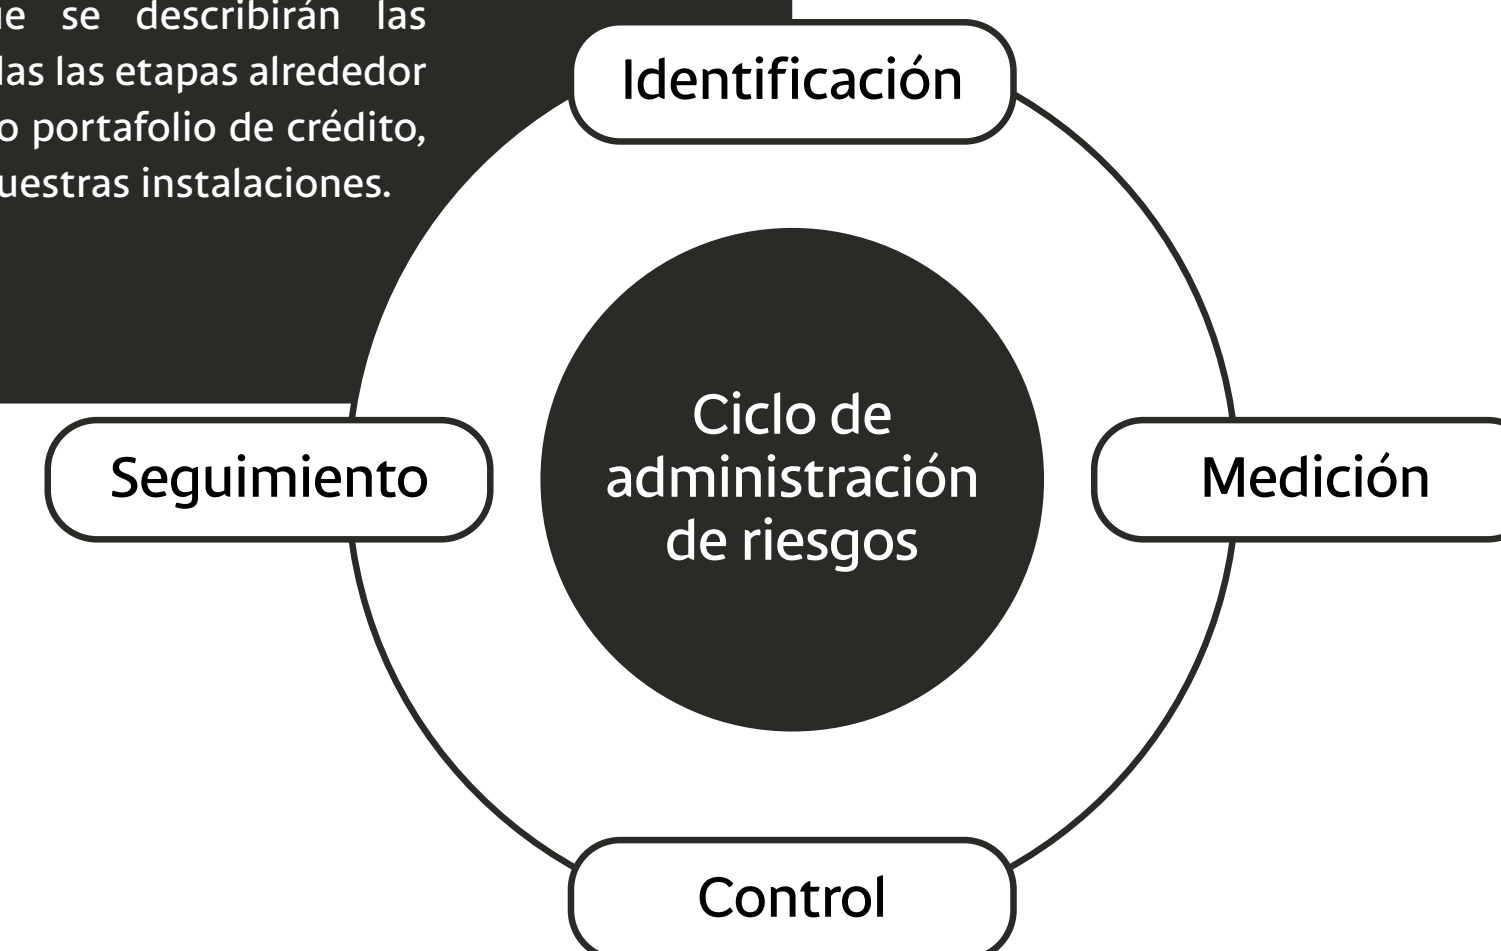 se describirán las
las etapas alrededor
portafolio de crédito,
instalaciones.
Identificación
Ciclo de
administración
de riesgos
Seguimiento
Medición
Control